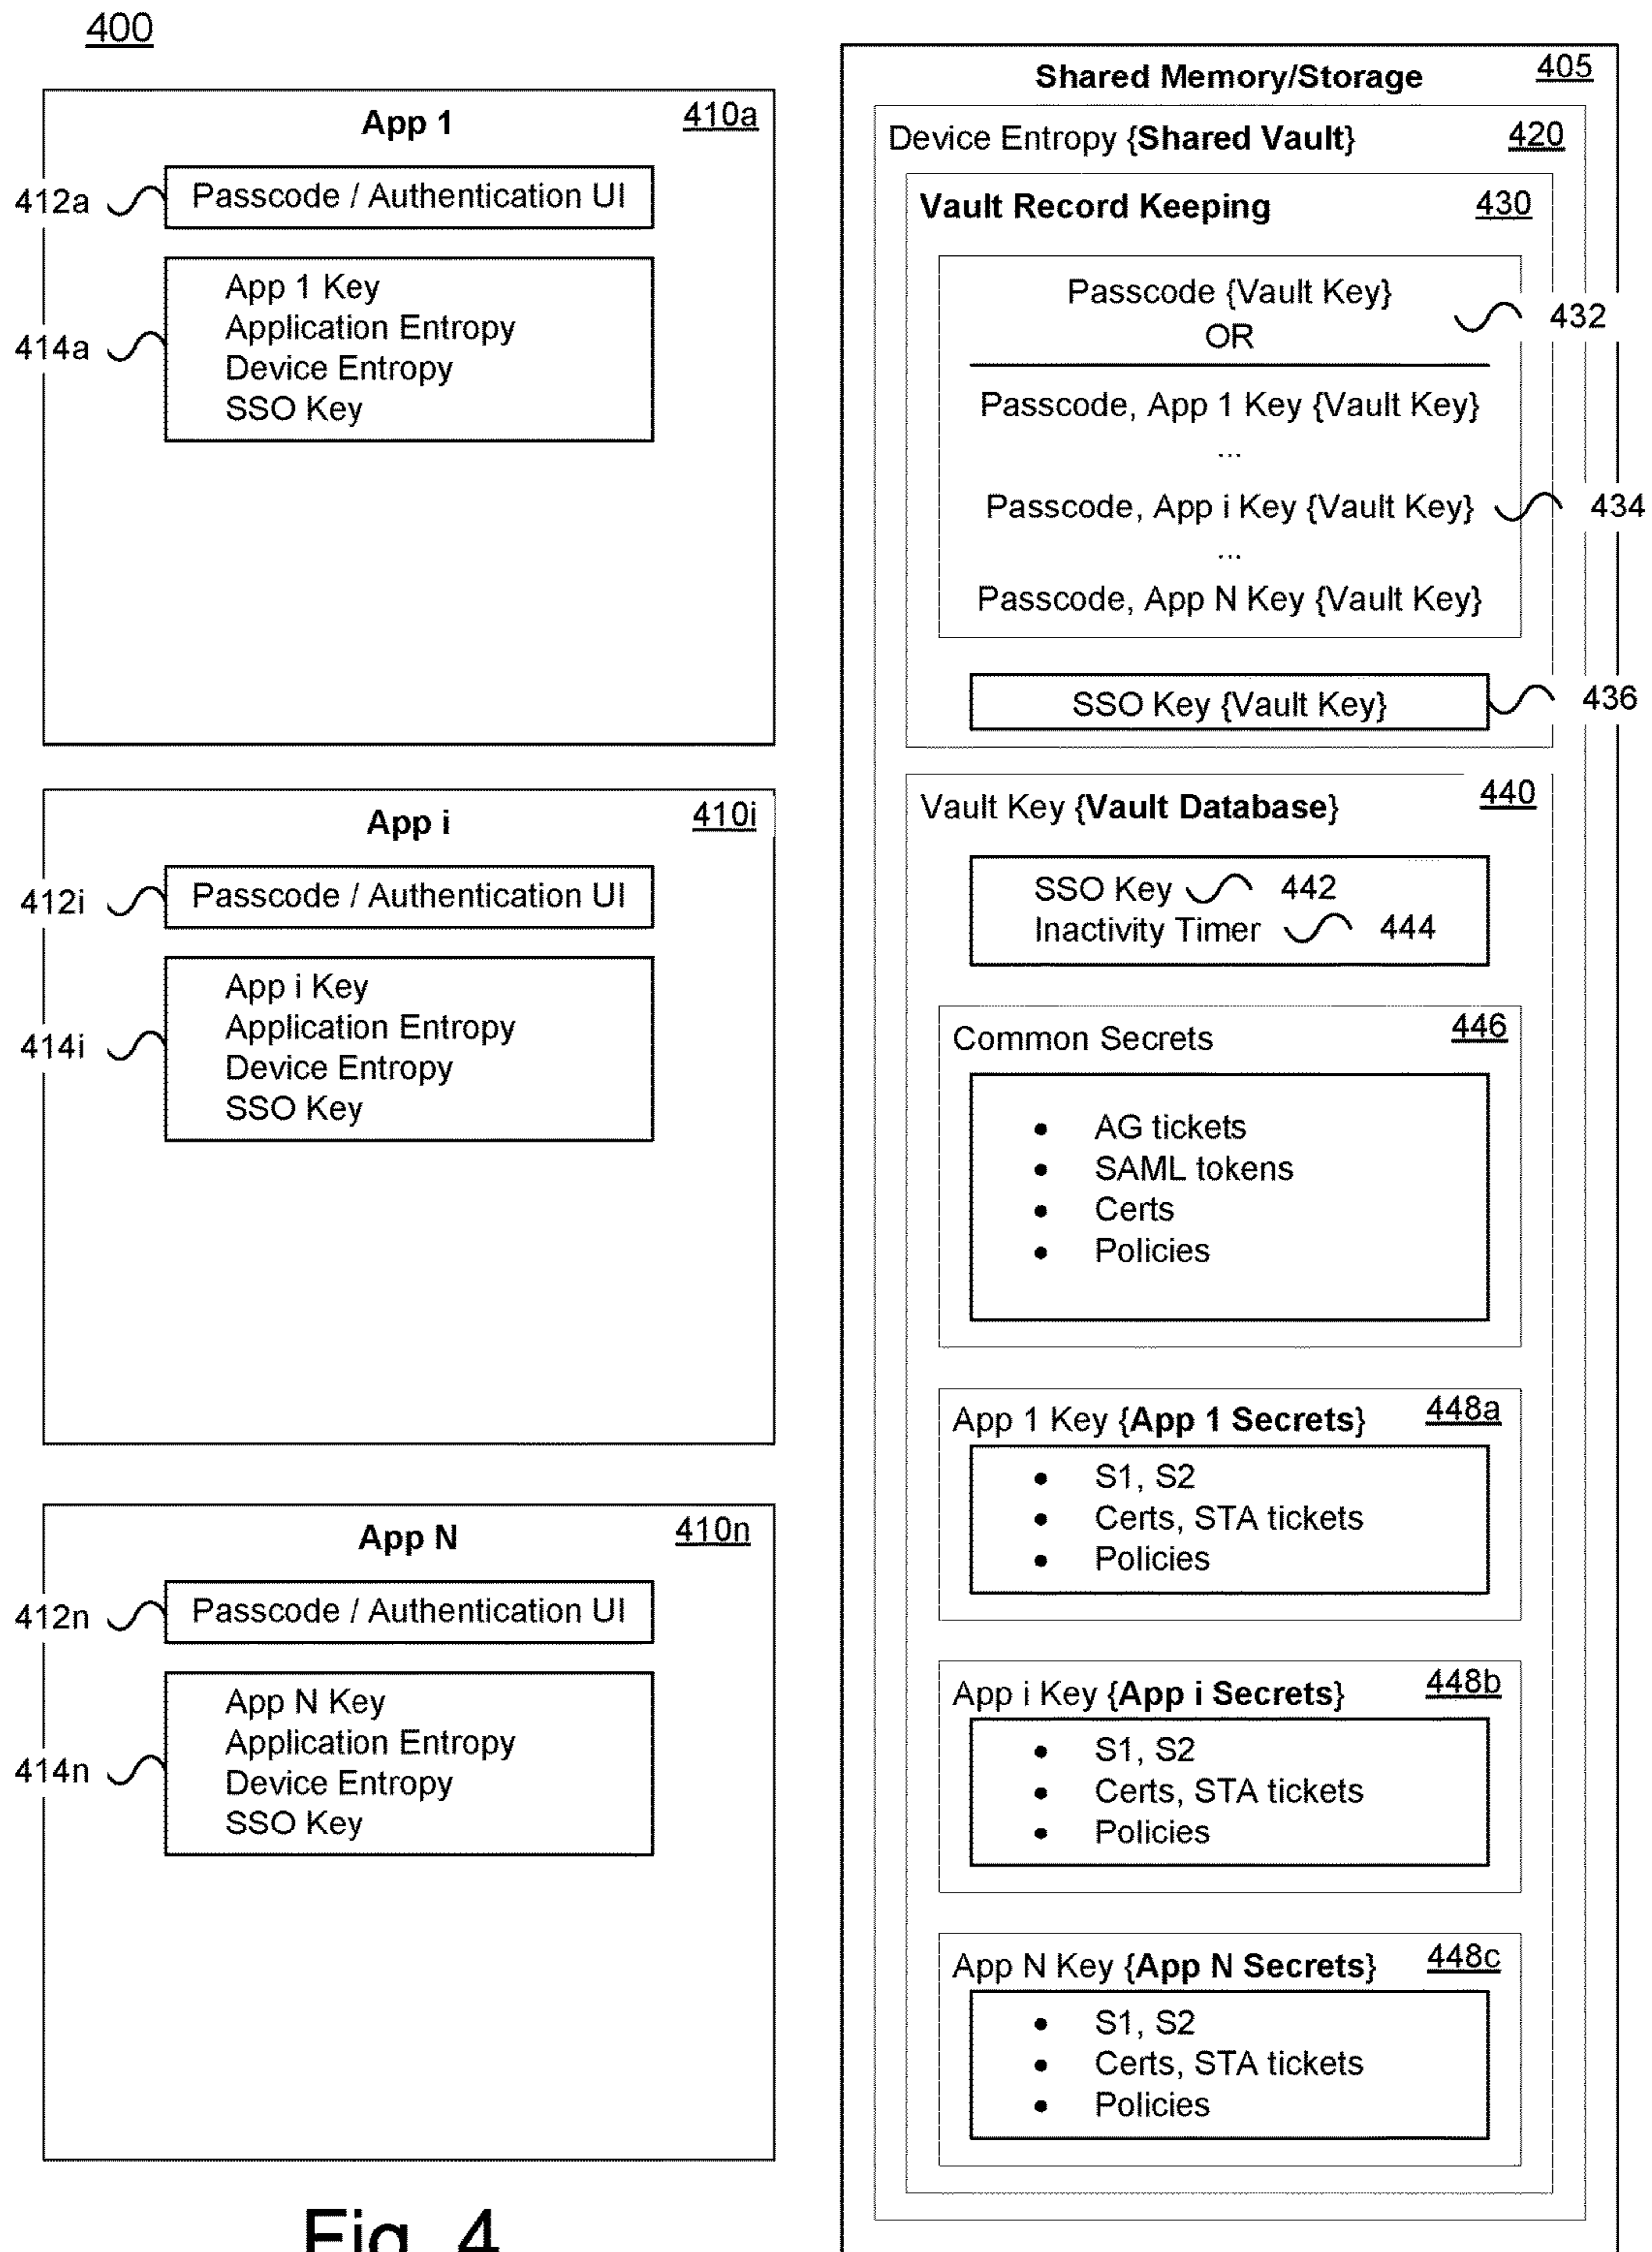 400
App 1
410a
412a
Passcode / Authentication UI
414a
App 1 Key
Application Entropy
Device Entropy
SSO Key
App i
410i
412i
Passcode / Authentication UI
414i
App i Key
Application Entropy
Device Entropy
SSO Key
App N
410n
412n
Passcode / Authentication UI
414n
App N Key
Application Entropy
Device Entropy
SSO Key
Fig. 4
Shared Memory/Storage
405
Device Entropy {Shared Vault}
420
Vault Record Keeping
430
Passcode {Vault Key}
OR
432
Passcode, App 1 Key {Vault Key}
...
Passcode, App i Key {Vault Key}
434
...
Passcode, App N Key {Vault Key}
SSO Key {Vault Key}
436
Vault Key {Vault Database}
440
SSO Key 442
Inactivity Timer 444
Common Secrets
446
• AG tickets
• SAML tokens
• Certs
• Policies
App 1 Key {App 1 Secrets}
448a
• S1, S2
• Certs, STA tickets
• Policies
App i Key {App i Secrets}
448b
• S1, S2
• Certs, STA tickets
• Policies
App N Key {App N Secrets}
448c
• S1, S2
• Certs, STA tickets
• Policies